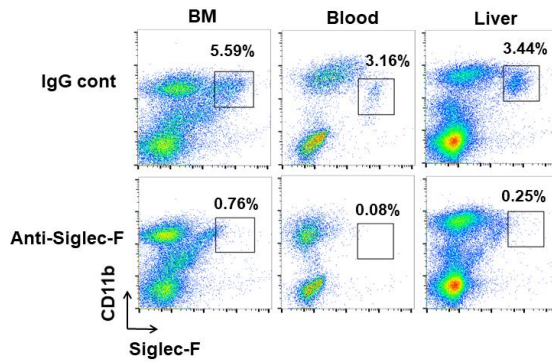 BM Blood Liver
IgG cont
5.59% 3.16% 3.44%
Anti-Siglec-F
0.76% 0.08% 0.25%
CD11b
Siglec-F